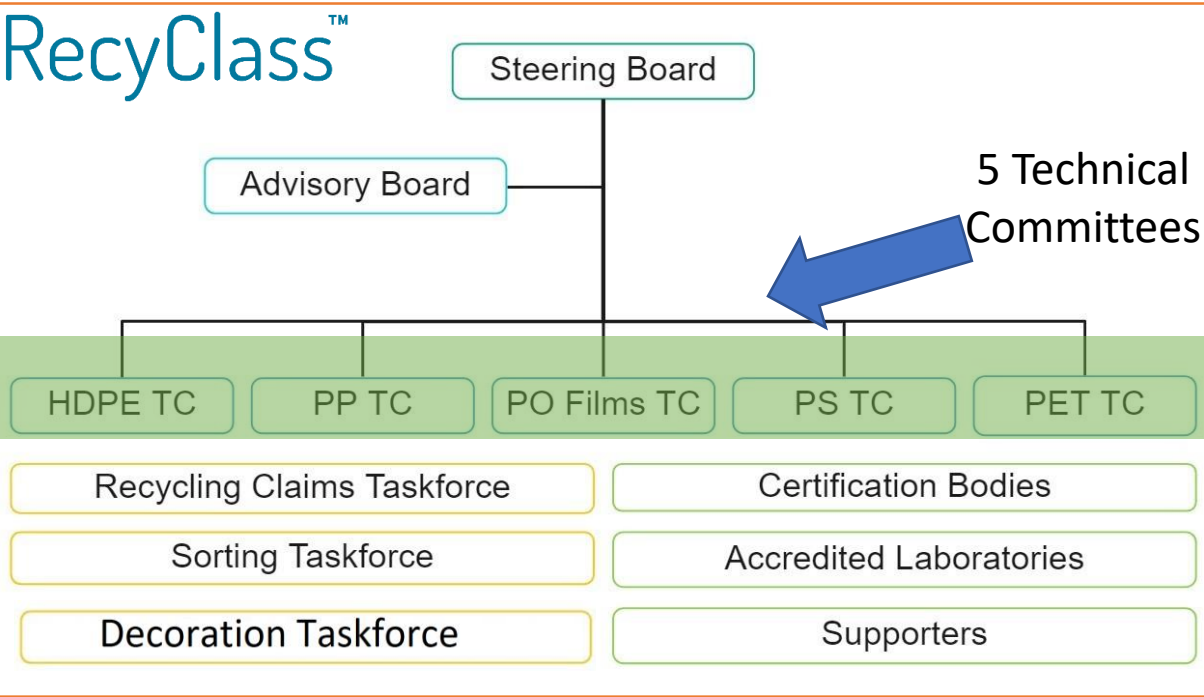 RecyClass™
Steering Board
Advisory Board
5 Technical
Committees
HDPE TC
PP TC
PO Films TC
PS TC
PET TC
Recycling Claims Taskforce
Certification Bodies
Sorting Taskforce
Accredited Laboratories
Decoration Taskforce
Supporters